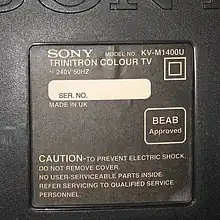 SONY
SONY MODEL NO. KV-M1400U
TRINITRON COLOUR TV
~ 240V 50HZ
SER. NO.
MADE IN UK
BEAB
Approved
CAUTION-TO PREVENT ELECTRIC SHOCK,
DO NOT REMOVE COVER.
NO USER-SERVICEABLE PARTS INSIDE.
REFER SERVICING TO QUALIFIED SERVICE
PERSONNEL.